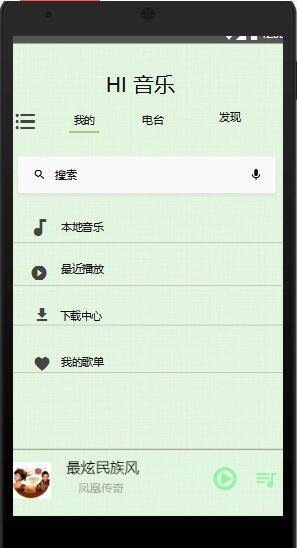 HI 音乐
我的
电台
发现
搜索
本地音乐
最近播放
下载中心
我的歌单
最炫民族风
凤凰传奇